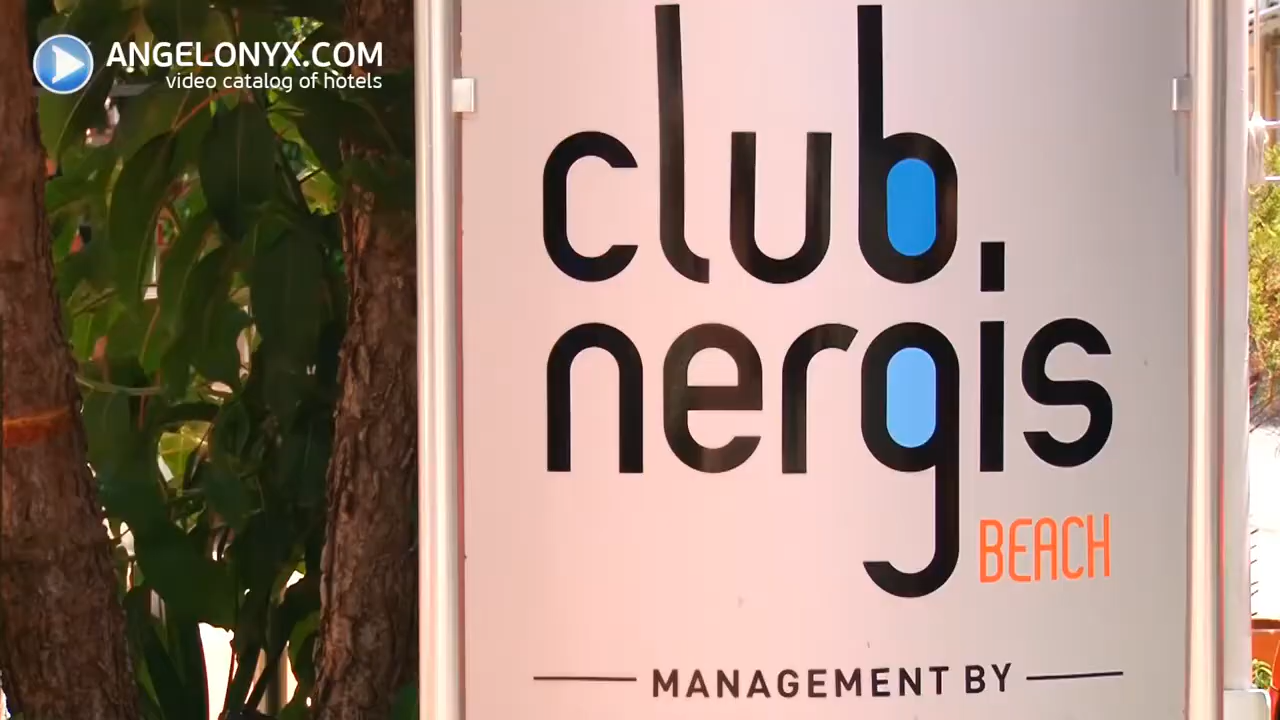 ANGELONYX.COM
video catalog of hotels
club
nergis
BEACH
MANAGEMENT BY